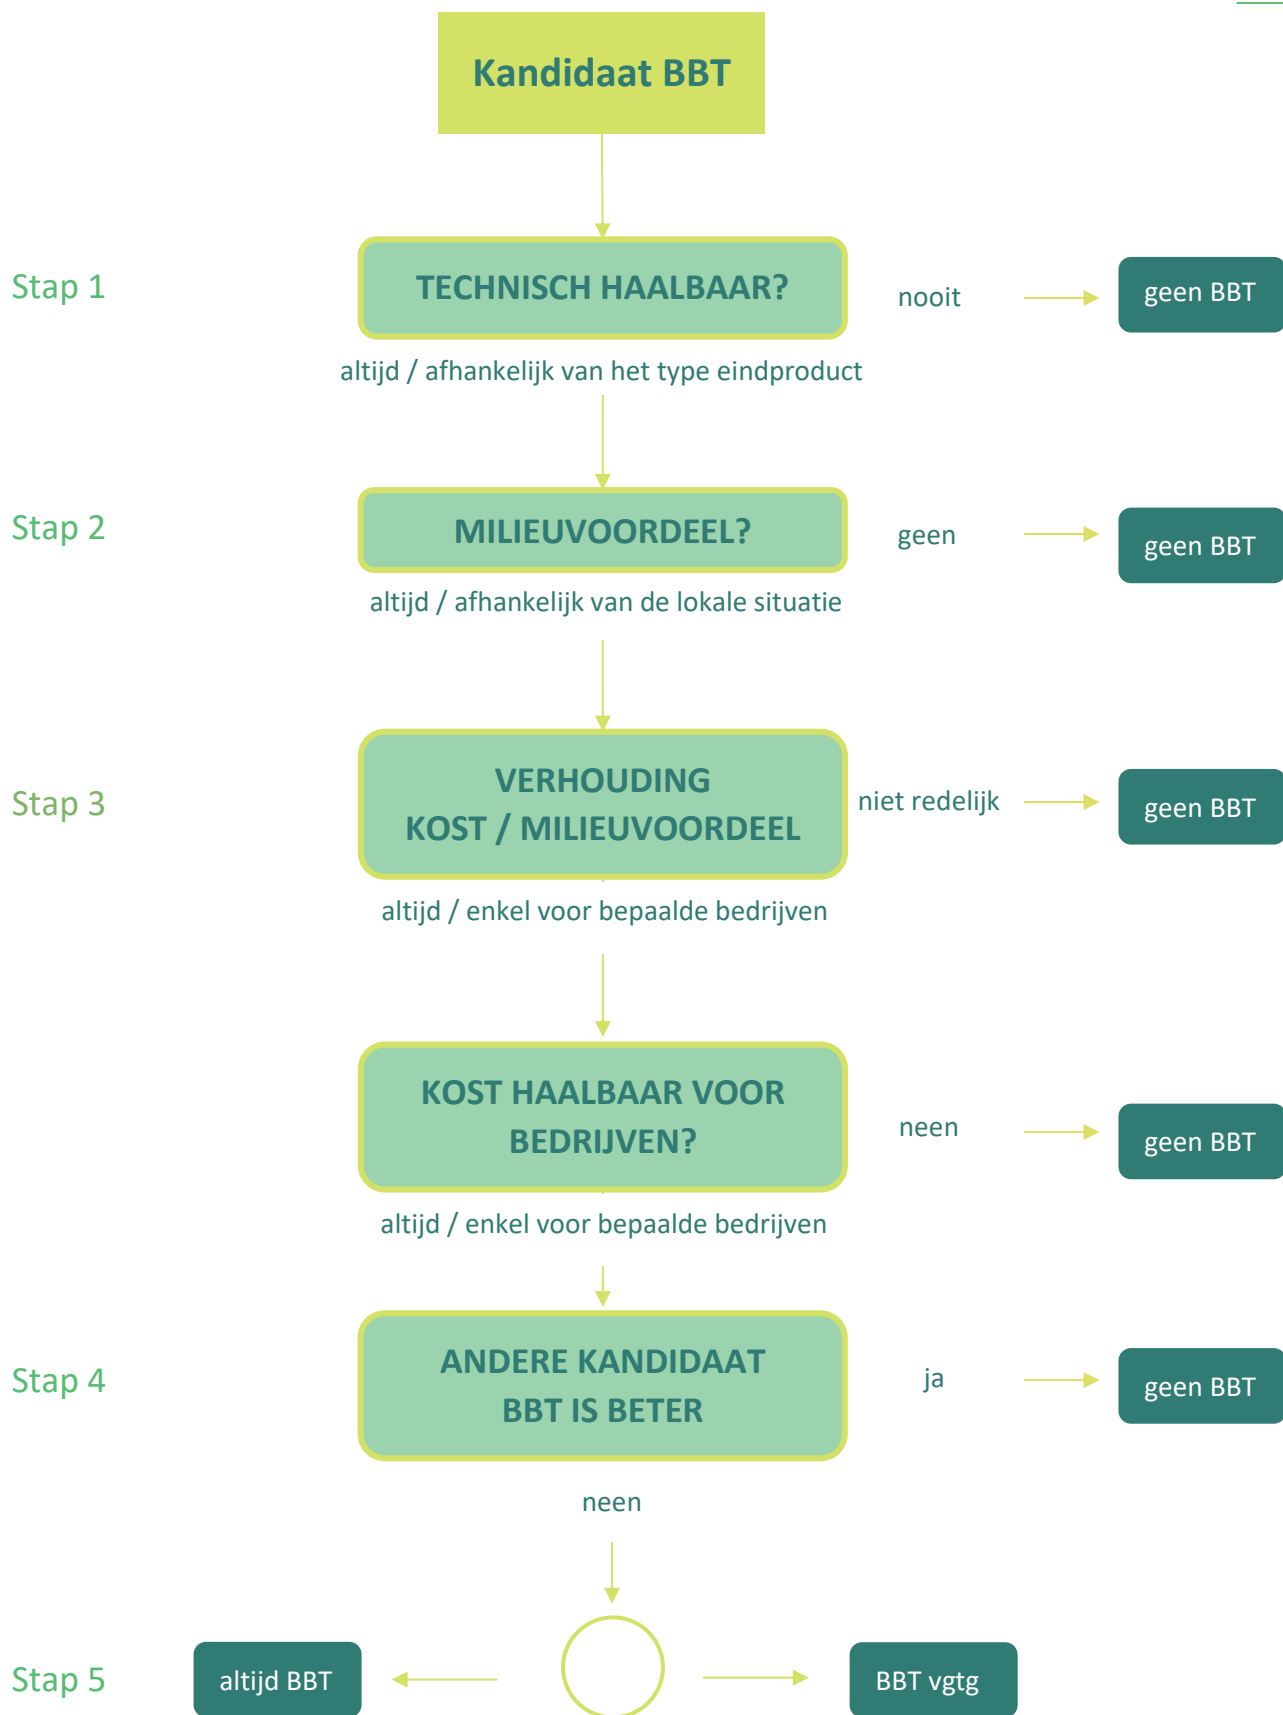 Kandidaat BBT
Stap 1
TECHNISCH HAALBAAR?
nooit
geen BBT
altijd / afhankelijk van het type eindproduct
Stap 2
MILIEUVOORDEEL?
geen
geen BBT
altijd / afhankelijk van de lokale situatie
Stap 3
VERHOUDING
KOST / MILIEUVOORDEEL
niet redelijk
geen BBT
altijd / enkel voor bepaalde bedrijven
KOST HAALBAAR VOOR
BEDRIJVEN?
neen
geen BBT
altijd / enkel voor bepaalde bedrijven
Stap 4
ANDERE KANDIDAAT
BBT IS BETER
ja
geen BBT
neen
Stap 5
altijd BBT
BBT vgtg